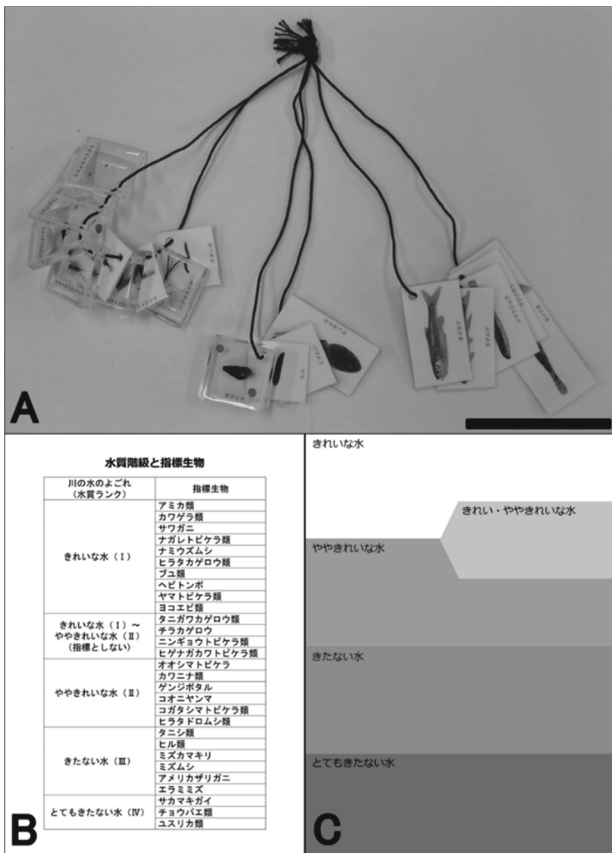 A
水質階級と指標生物
川の水のよごれ
(水質ランク)
指標生物
きれいな水(Ⅰ)
アミカ類
カワゲラ類
サワガニ
ナガレトビケラ類
ナミウズムシ
ヒラタカゲロウ類
ブユ類
ヘビトンボ
ヤマトビケラ類
ヨコエビ類
きれいな水(Ⅰ)~
ややきれいな水(Ⅱ)
(指標としない)
タニガワカゲロウ類
チラカゲロウ
ニンギョウトビケラ類
ヒゲナガカワトビケラ類
ややきれいな水(Ⅱ)
オオシマトビケラ
カワニナ類
ゲンジボタル
コオニヤンマ
コガタシマトビケラ類
ヒラタドロムシ類
きたない水(Ⅲ)
タニシ類
ヒル類
ミズカマキリ
ミズムシ
アメリカザリガニ
エラミミズ
とてもきたない水(Ⅳ)
サカマキガイ
チョウバエ類
ユスリカ類
B
きれいな水
きれい・ややきれいな水
ややきれいな水
きたない水
とてもきたない水
C